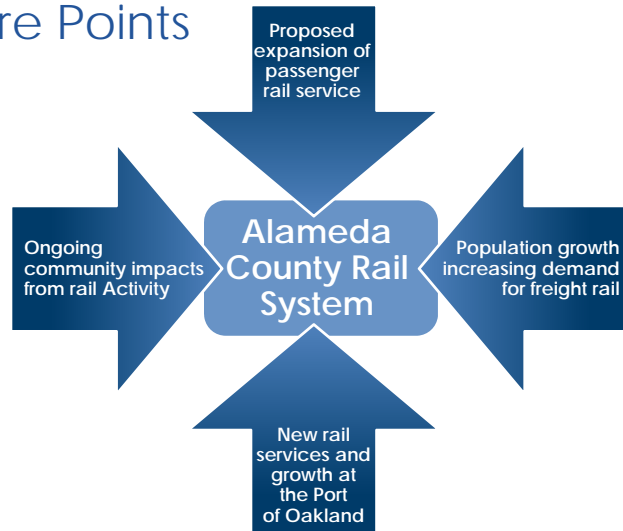 re Points
Proposed
expansion of
passenger
rail service
Ongoing
community impacts
from rail Activity
Alameda
County Rail
System
Population growth
increasing demand
for freight rail
New rail
services and
growth at
the Port
of Oakland